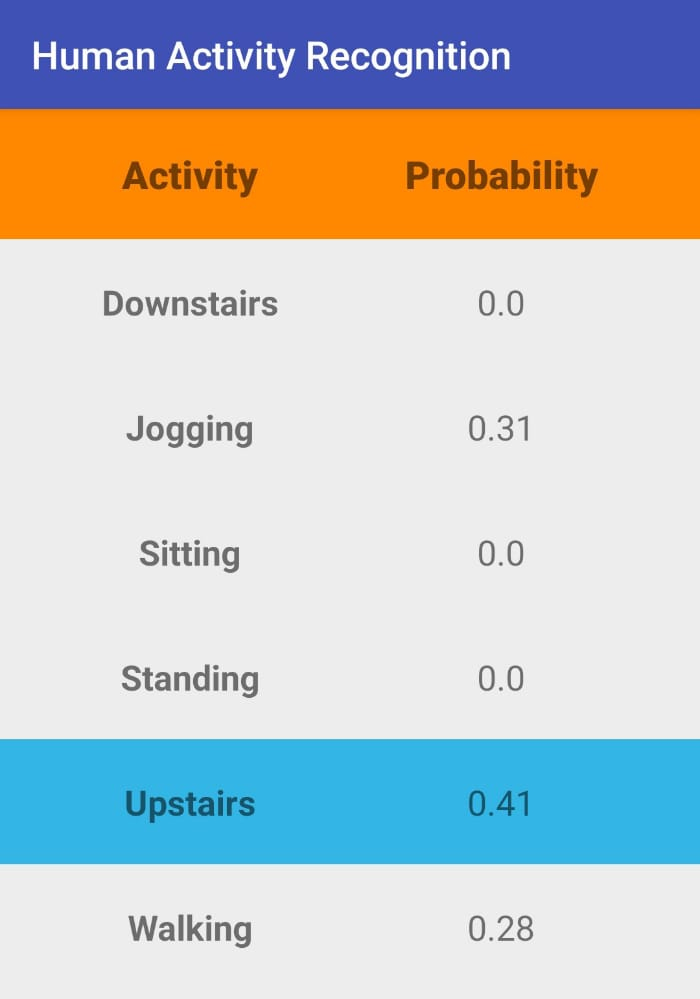 Human Activity Recognition
Activity Probability
Downstairs 0.0
Jogging 0.31
Sitting 0.0
Standing 0.0
Upstairs 0.41
Walking 0.28